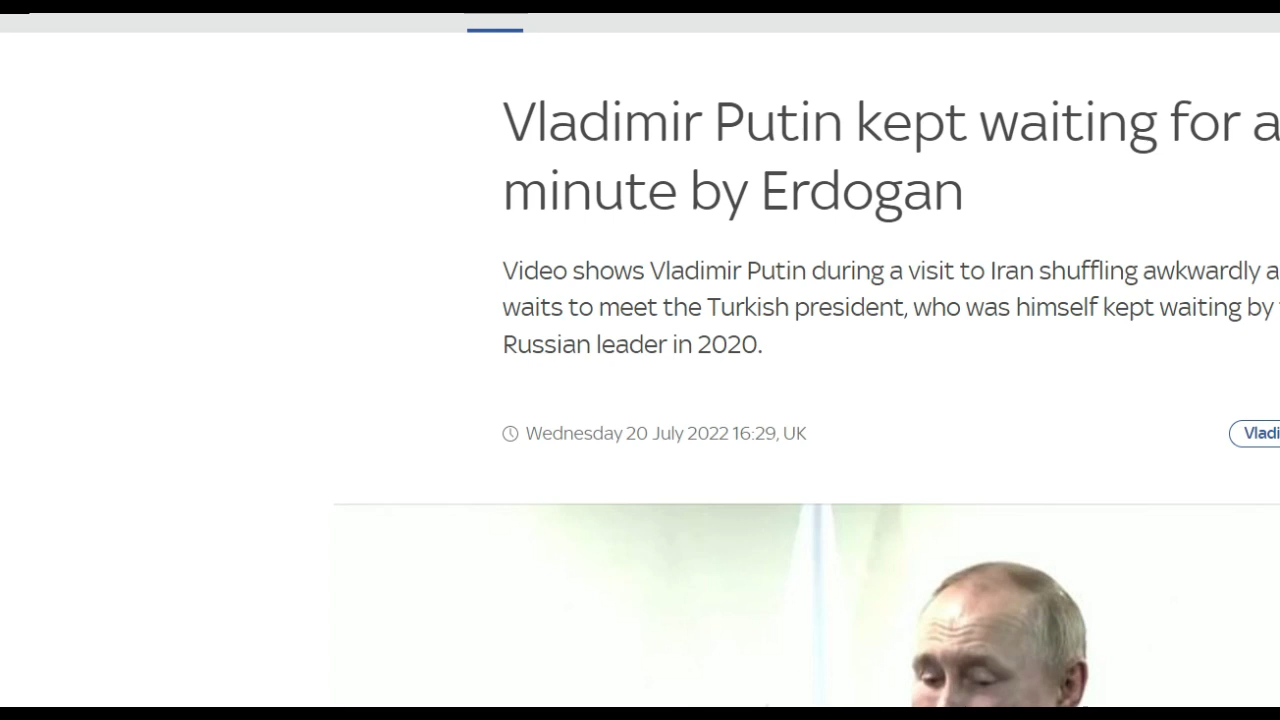 Vladimir Putin kept waiting for a
minute by Erdogan
Video shows Vladimir Putin during a visit to Iran shuffling awkwardly a
waits to meet the Turkish president, who was himself kept waiting by
Russian leader in 2020.
Wednesday 20 July 2022 16:29, UK
Vladi